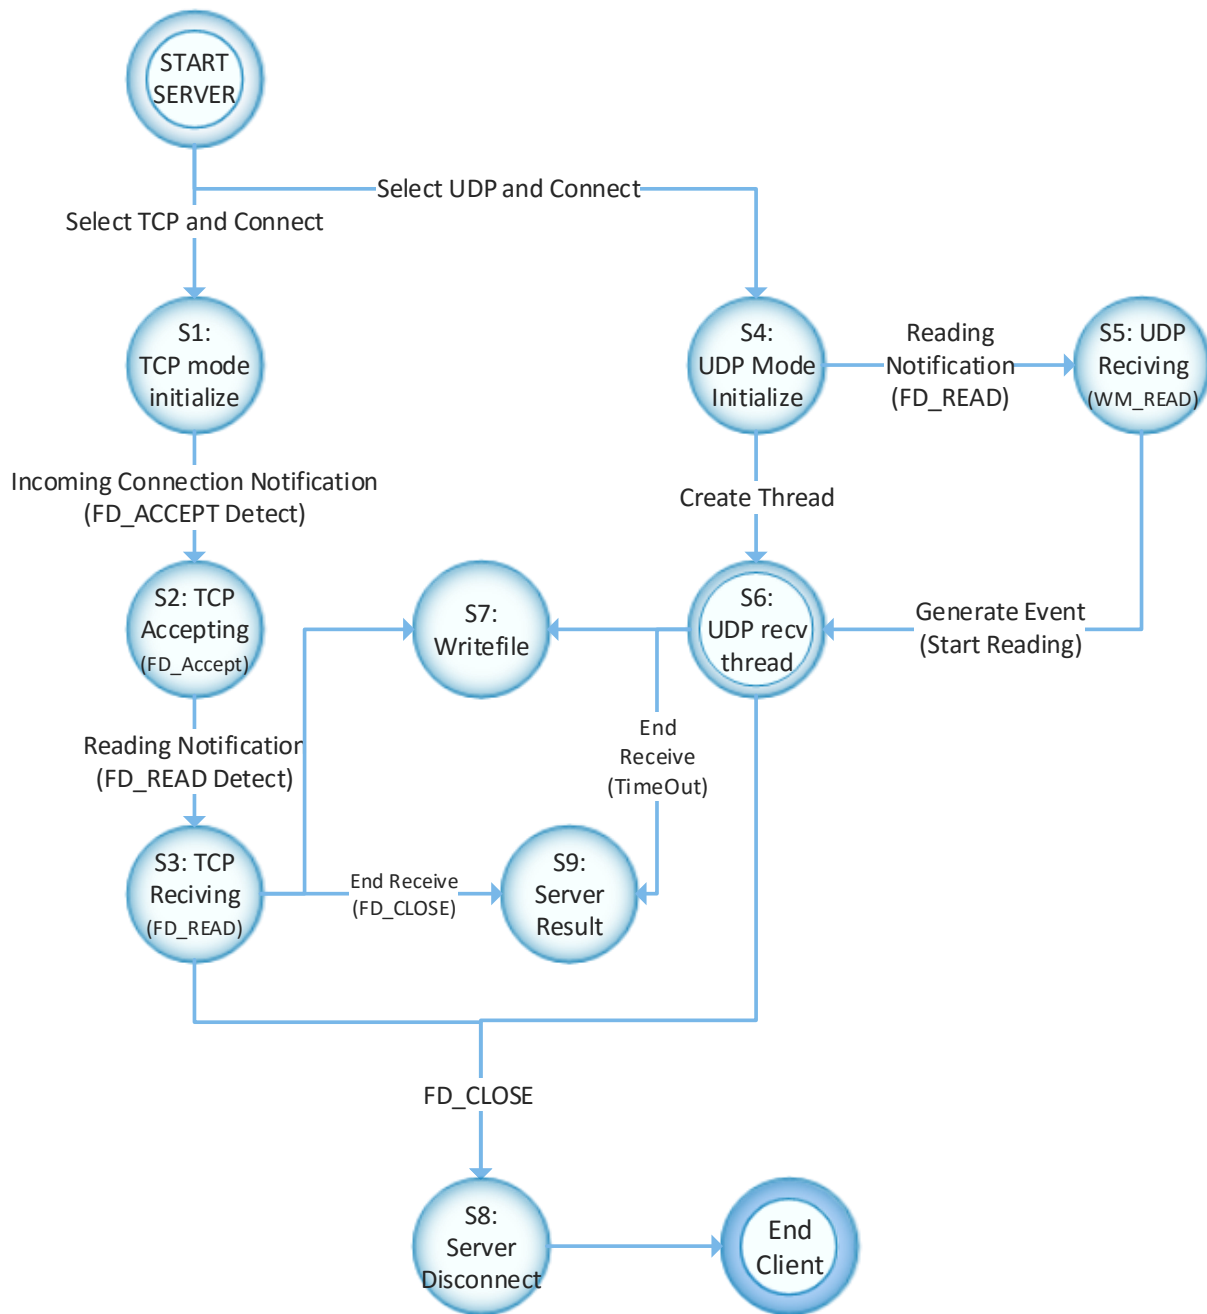 START
SERVER
Select UDP and Connect
Select TCP and Connect
S1:
TCP mode
initialize
S4:
UDP Mode
Initialize
Reading
Notification
(FD_READ)
S5: UDP
Reciving
(WM_READ)
Incoming Connection Notification
(FD_ACCEPT Detect)
Create Thread
S2: TCP
Accepting
(FD_Accept)
S7:
Writefile
S6:
UDP recv
thread
Generate Event
(Start Reading)
Reading Notification
(FD_READ Detect)
End
Receive
(TimeOut)
S3: TCP
Reciving
(FD_READ)
End Receive
(FD_CLOSE)
S9:
Server
Result
FD_CLOSE
S8:
Server
Disconnect
End
Client